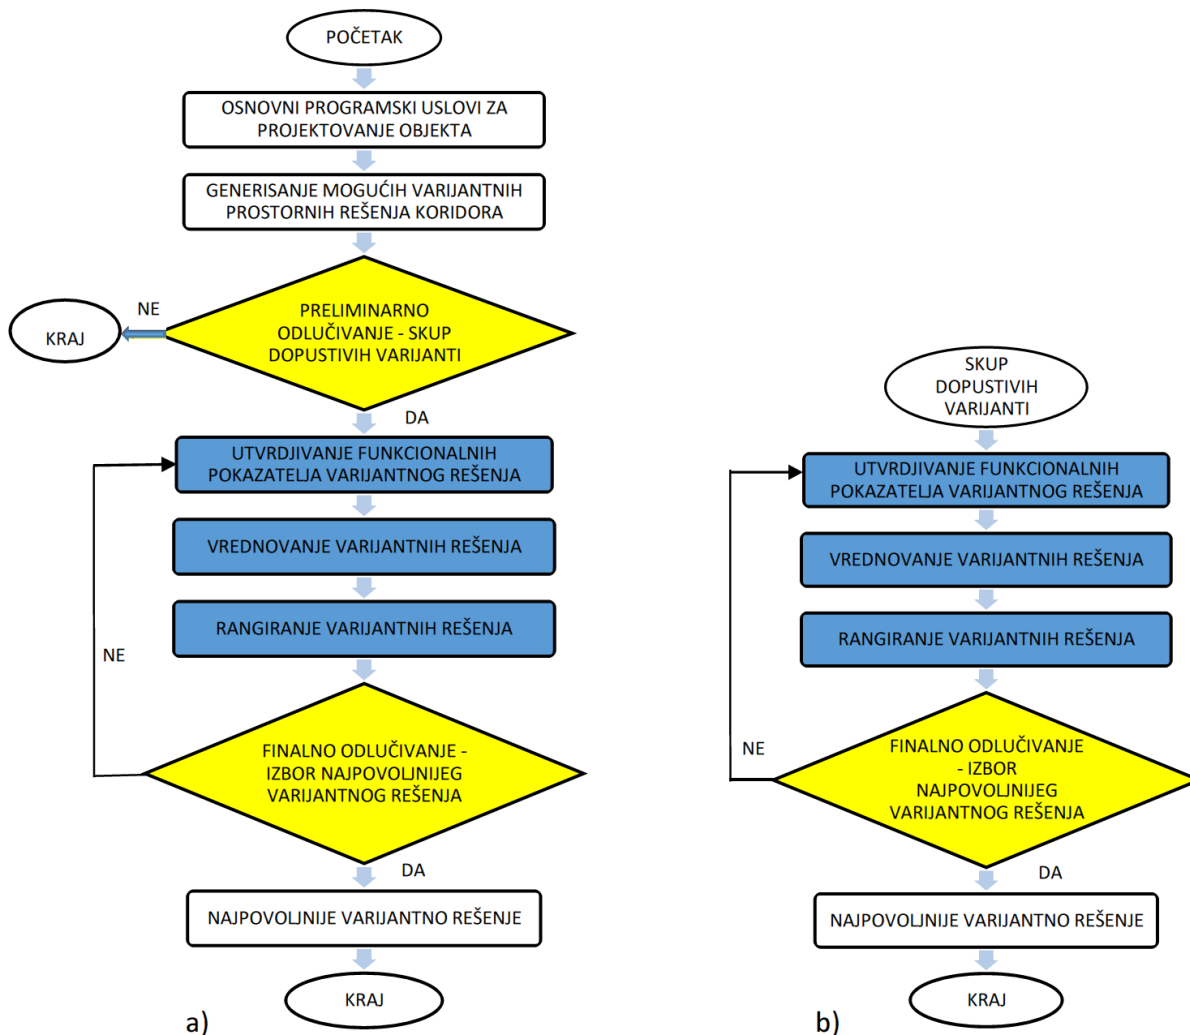 POČETAK
OSNOVNI PROGRAMSKI USLOVI ZA
PROJEKTOVANJE OBJEKTA
GENERISANJE MOGUĆIH VARIJANTNIH
PROSTORNIH REŠENJA KORIDORA
PRELIMINARNO
ODLUČIVANJE - SKUP
DOPUSTIVIH VARIJANTI
NE
KRAJ
DA
UTVRDJIVANJE FUNKCIONALNIH
POKAZATELJA VARIJANTNOG REŠENJA
VREDNOVANJE VARIJANTNIH REŠENJA
RANGIRANJE VARIJANTNIH REŠENJA
NE
FINALNO ODLUČIVANJE -
IZBOR NAJPOVOLJNIJEG
VARIJANTNOG REŠENJA
DA
NAJPOVOLJNIJE VARIJANTNO REŠENJE
KRAJ
a)
SKUP
DOPUSTIVIH
VARIJANTI
UTVRDJIVANJE FUNKCIONALNIH
POKAZATELJA VARIJANTNOG REŠENJA
VREDNOVANJE VARIJANTNIH REŠENJA
RANGIRANJE VARIJANTNIH REŠENJA
NE
FINALNO ODLUČIVANJE
- IZBOR
NAJPOVOLJNIJEG
VARIJANTNOG REŠENJA
DA
NAJPOVOLJNIJE VARIJANTNO REŠENJE
KRAJ
b)